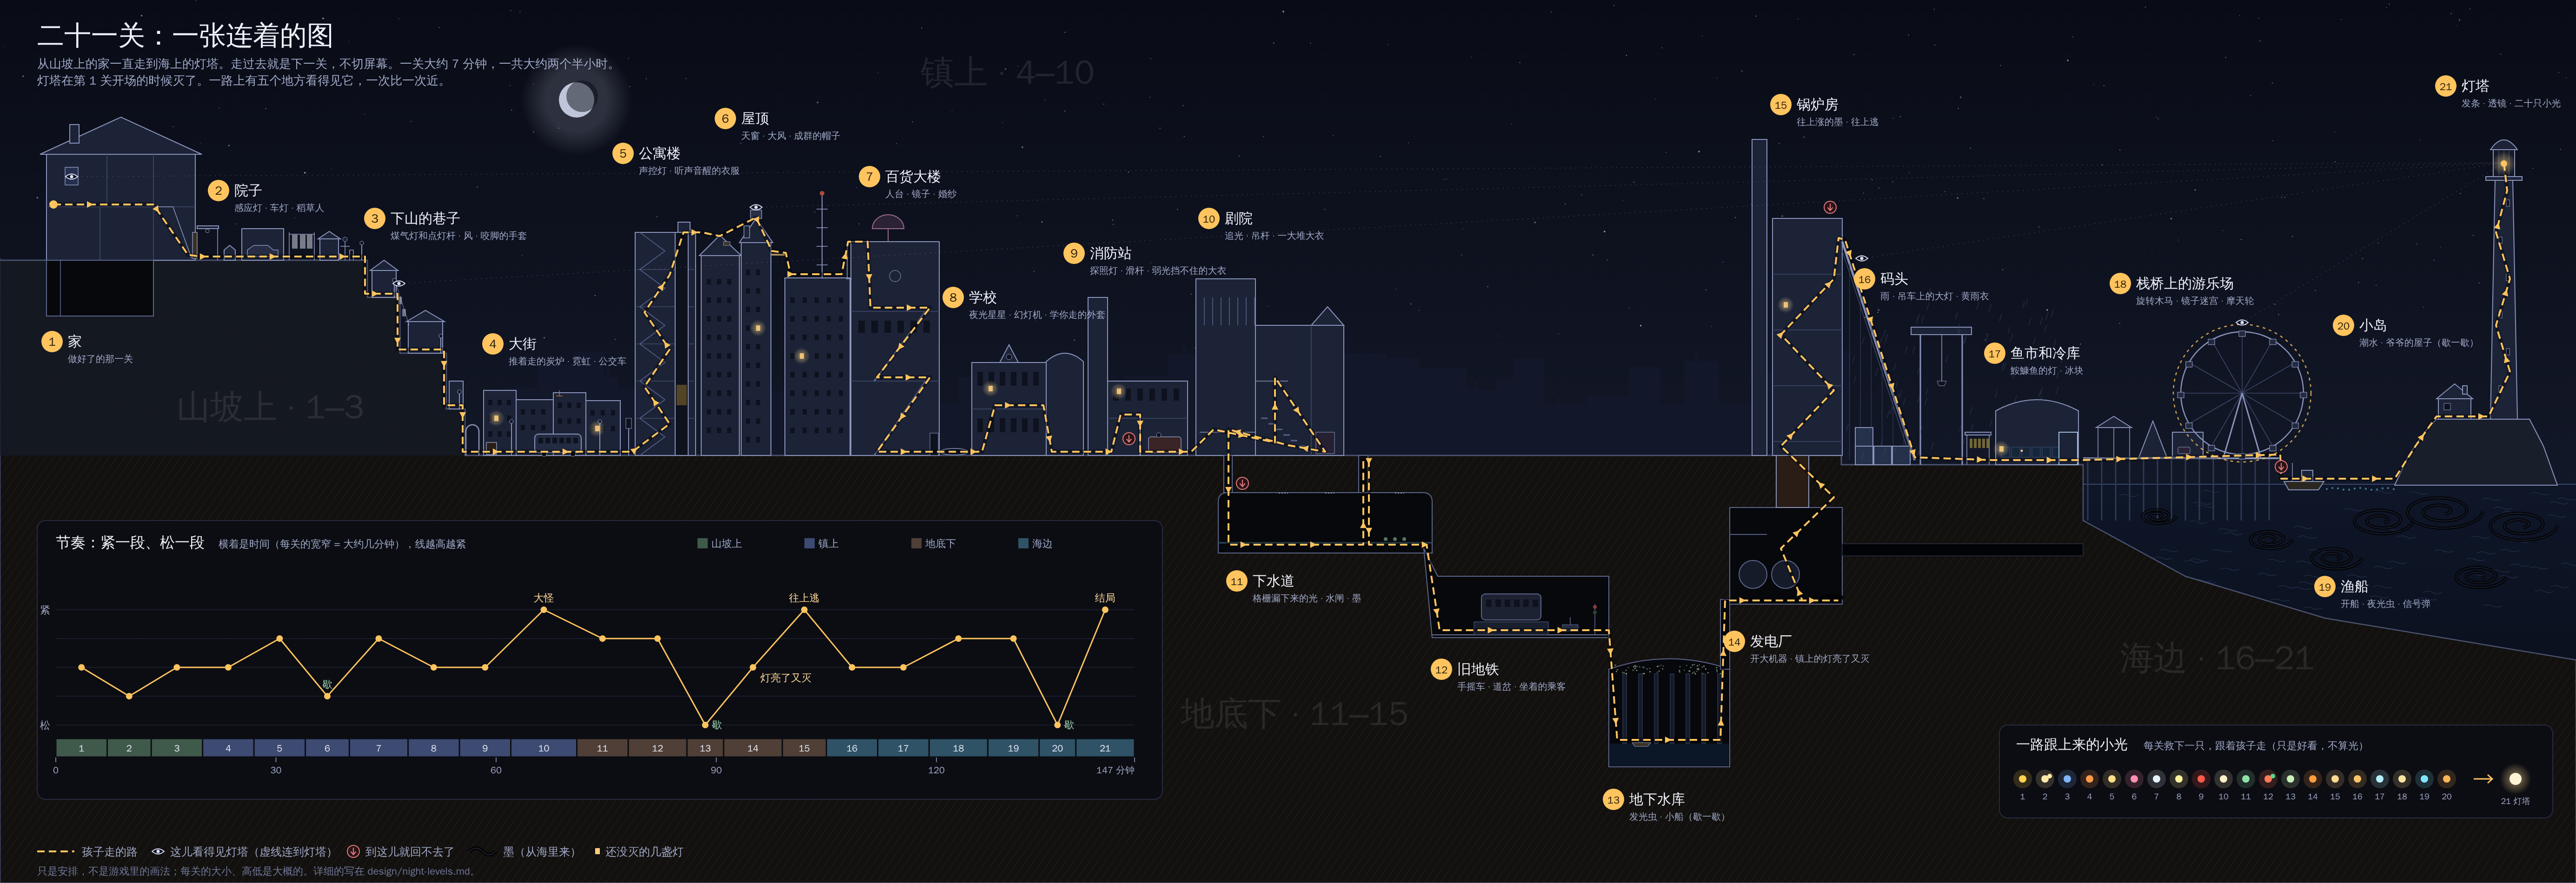 二十一关：一张连着的图
从山坡上的家一直走到海上的灯塔。走过去就是下一关，不切屏幕。一关大约 7 分钟，一共大约两个半小时。
灯塔在第 1 关开场的时候灭了。一路上有五个地方看得见它，一次比一次近。
镇上 · 4–10
21 灯塔
发条 · 透镜 · 二十只小光
15 锅炉房
往上涨的墨 · 往上逃
6 屋顶
天窗 · 大风 · 成群的帽子
5 公寓楼
声控灯 · 听声音醒的衣服
7 百货大楼
人台 · 镜子 · 婚纱
2 院子
感应灯 · 车灯 · 稻草人
3 下山的巷子
煤气灯和点灯杆 · 风 · 咬脚的手套
10 剧院
追光 · 吊杆 · 一大堆大衣
9 消防站
探照灯 · 滑杆 · 弱光挡不住的大衣
8 学校
夜光星星 · 幻灯机 · 学你走的外套
16 码头
雨 · 吊车上的大灯 · 黄雨衣
18 栈桥上的游乐场
旋转木马 · 镜子迷宫 · 摩天轮
20 小岛
潮水 · 爷爷的屋子（歇一歇）
1 家
做好了的那一关
4 大街
推着走的炭炉 · 霓虹 · 公交车
17 鱼市和冷库
鮟鱇鱼的灯 · 冰块
山坡上 · 1–3
11 下水道
格栅漏下来的光 · 水闸 · 墨
19 渔船
开船 · 夜光虫 · 信号弹
14 发电厂
开大机器 · 镇上的灯亮了又灭
12 旧地铁
手摇车 · 道岔 · 坐着的乘客
海边 · 16–21
地底下 · 11–15
13 地下水库
发光虫 · 小船（歇一歇）
节奏：紧一段、松一段 横着是时间（每关的宽窄 = 大约几分钟），线越高越紧
山坡上 镇上 地底下 海边
大怪 往上逃 结局
紧
灯亮了又灭
歇
松
歇 歇
1 2 3 4 5 6 7 8 9 10 11 12 13 14 15 16 17 18 19 20 21
0 30 60 90 120 147 分钟
一路跟上来的小光 每关救下一只，跟着孩子走（只是好看，不算光）
1 2 3 4 5 6 7 8 9 10 11 12 13 14 15 16 17 18 19 20 21 灯塔
孩子走的路 这儿看得见灯塔（虚线连到灯塔） 到这儿就回不去了 墨（从海里来） 还没灭的几盏灯
只是安排，不是游戏里的画法；每关的大小、高低是大概的。详细的写在 design/night-levels.md。